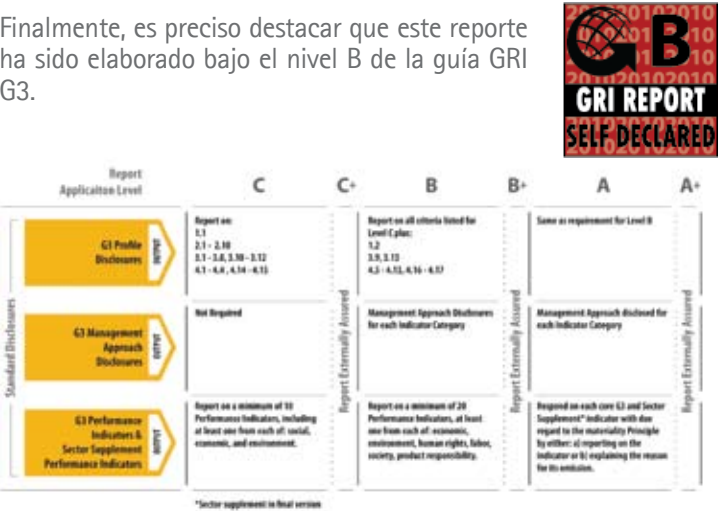 Finalmente, es preciso destacar que este reporte
ha sido elaborado bajo el nivel B de la guía GRI
G3.
GB
GRI REPORT
SELF DECLARED
Report
Applicaiton Level
C
C+
B
B+
A
A+
Standard Disclosures
G3 Profile
Disclosures
OUTPUT
Report on:
1.1
2.1 - 2.10
3.1 - 3.8, 3.10 - 3.12
4.1 - 4.4 , 4.14 - 4.15
Report on all criteria listed for
Level C plus:
1.2
3.9, 3.13
4.5 - 4.13, 4.16 - 4.17
Same as requirement for Level B
G3 Management
Approach
Disclosures
OUTPUT
Not Required
Management Approach Disclosures
for each Indicator Category
Management Approach disclosed for
each Indicator Category
G3 Performance
Indicators &
Sector Supplement
Performance Indicators
OUTPUT
Report on a minimum of 10
Performance Indicators, including
at least one from each of: social,
economic, and environment.
Report on a minimum of 20
Performance Indicators, at least
one from each of: economic,
environment, human rights, labor,
society, product responsibility.
Respond on each core G3 and Sector
Supplement* indicator with due
regard to the materiality Principle
by either: a) reporting on the
indicator or b) explaining the reason
for its omission.
Report Externally Assured
Report Externally Assured
Report Externally Assured
*Sector supplement in final version